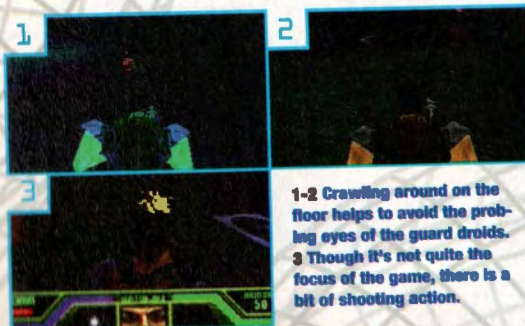 1
2
3
1-2 Crawling around on the
floor helps to avoid the prob-
ing eyes of the guard droids.
3 Though it's not quite the
focus of the game, there is a
bit of shooting action.
50